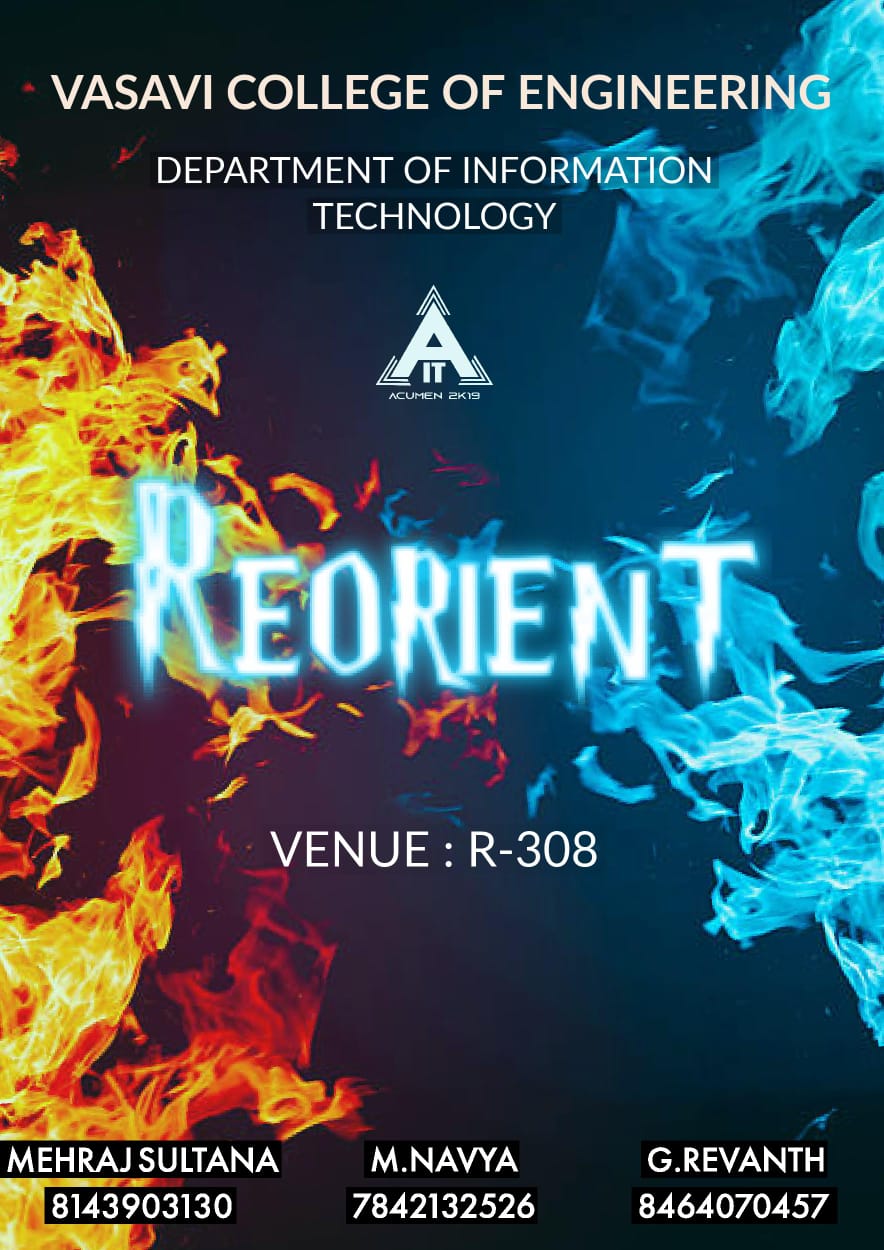 VASAVI COLLEGE OF ENGINEERING
DEPARTMENT OF INFORMATION
TECHNOLOGY
A
IT
ACUMEN 2K19
REORIENT
VENUE : R-308
MEHRAJ SULTANA M.NAVYA G.REVANTH
8143903130 7842132526 8464070457